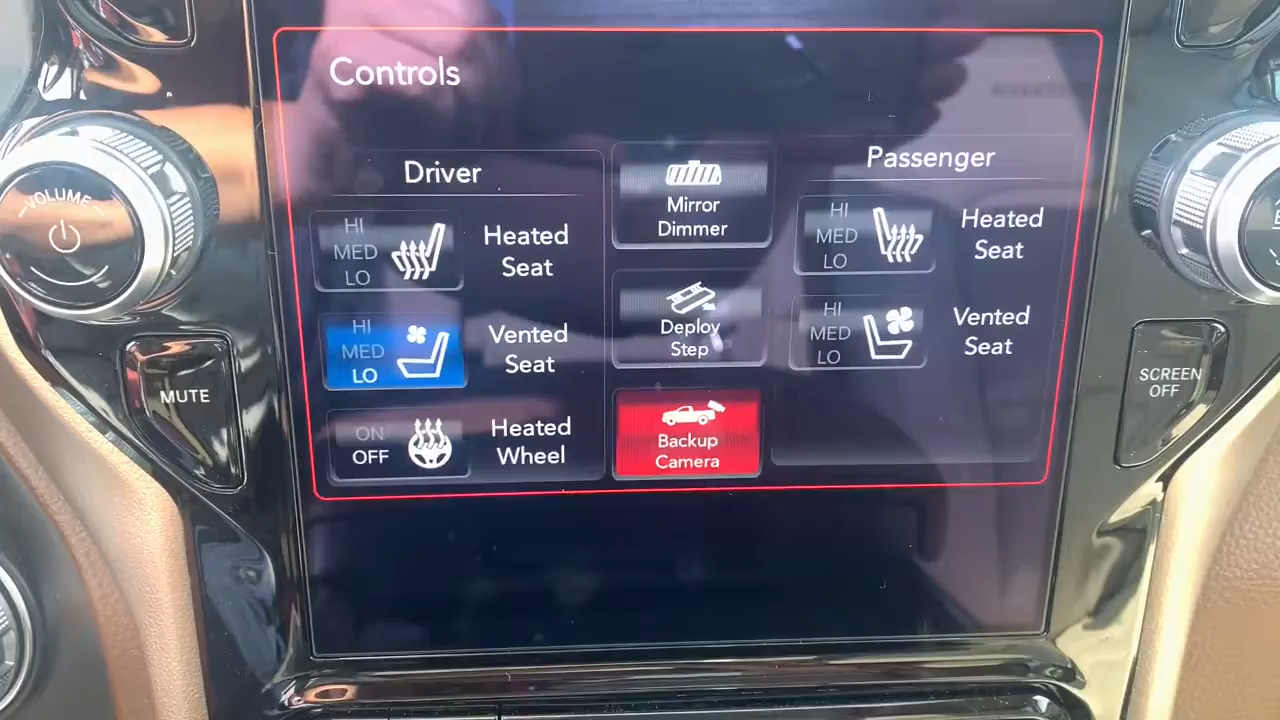 Controls
Driver
HI
MED
LO
Heated
Seat
HI
MED
LO
Vented
Seat
ON
OFF
Heated
Wheel
Mirror
Dimmer
Deploy
Step
Backup
Camera
Passenger
HI
MED
LO
Heated
Seat
HI
MED
LO
Vented
Seat
VOLUME
MUTE
SCREEN
OFF